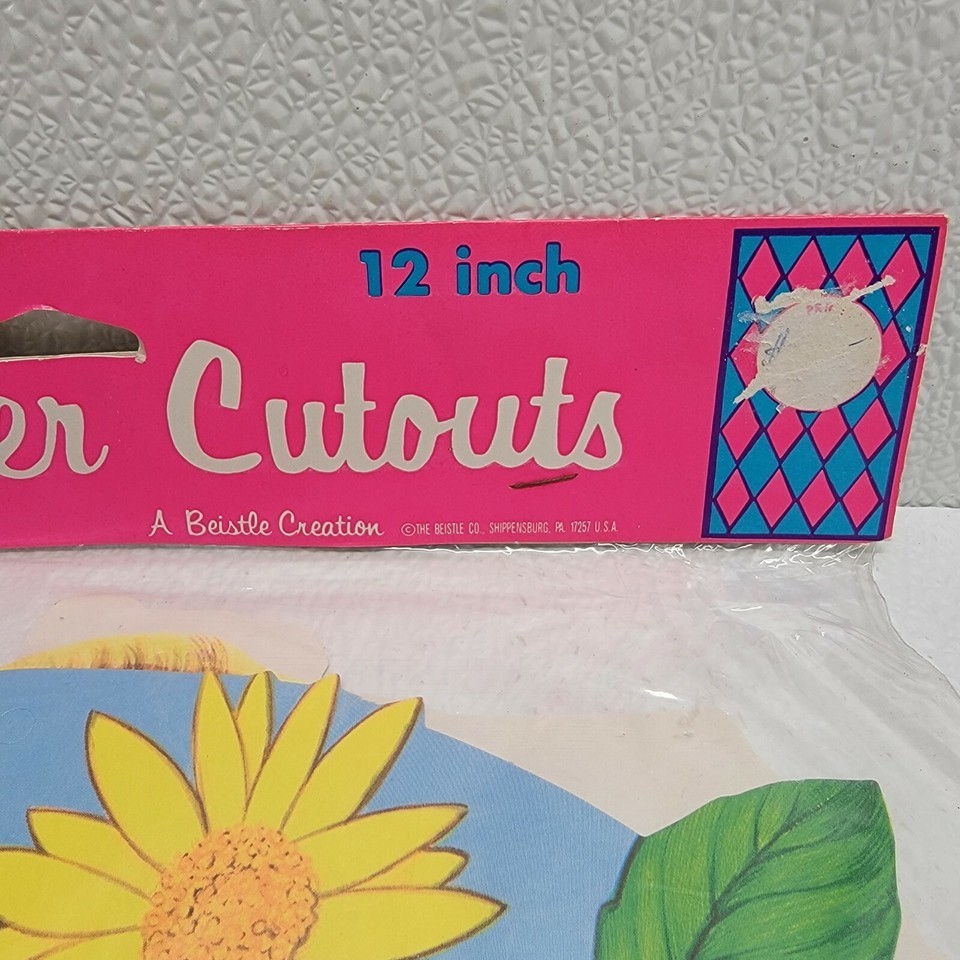 12 inch
er Cutouts
A Beistle Creation ©THE BEISTLE CO., SHIPPENSBURG, PA. 17257 U.S.A.